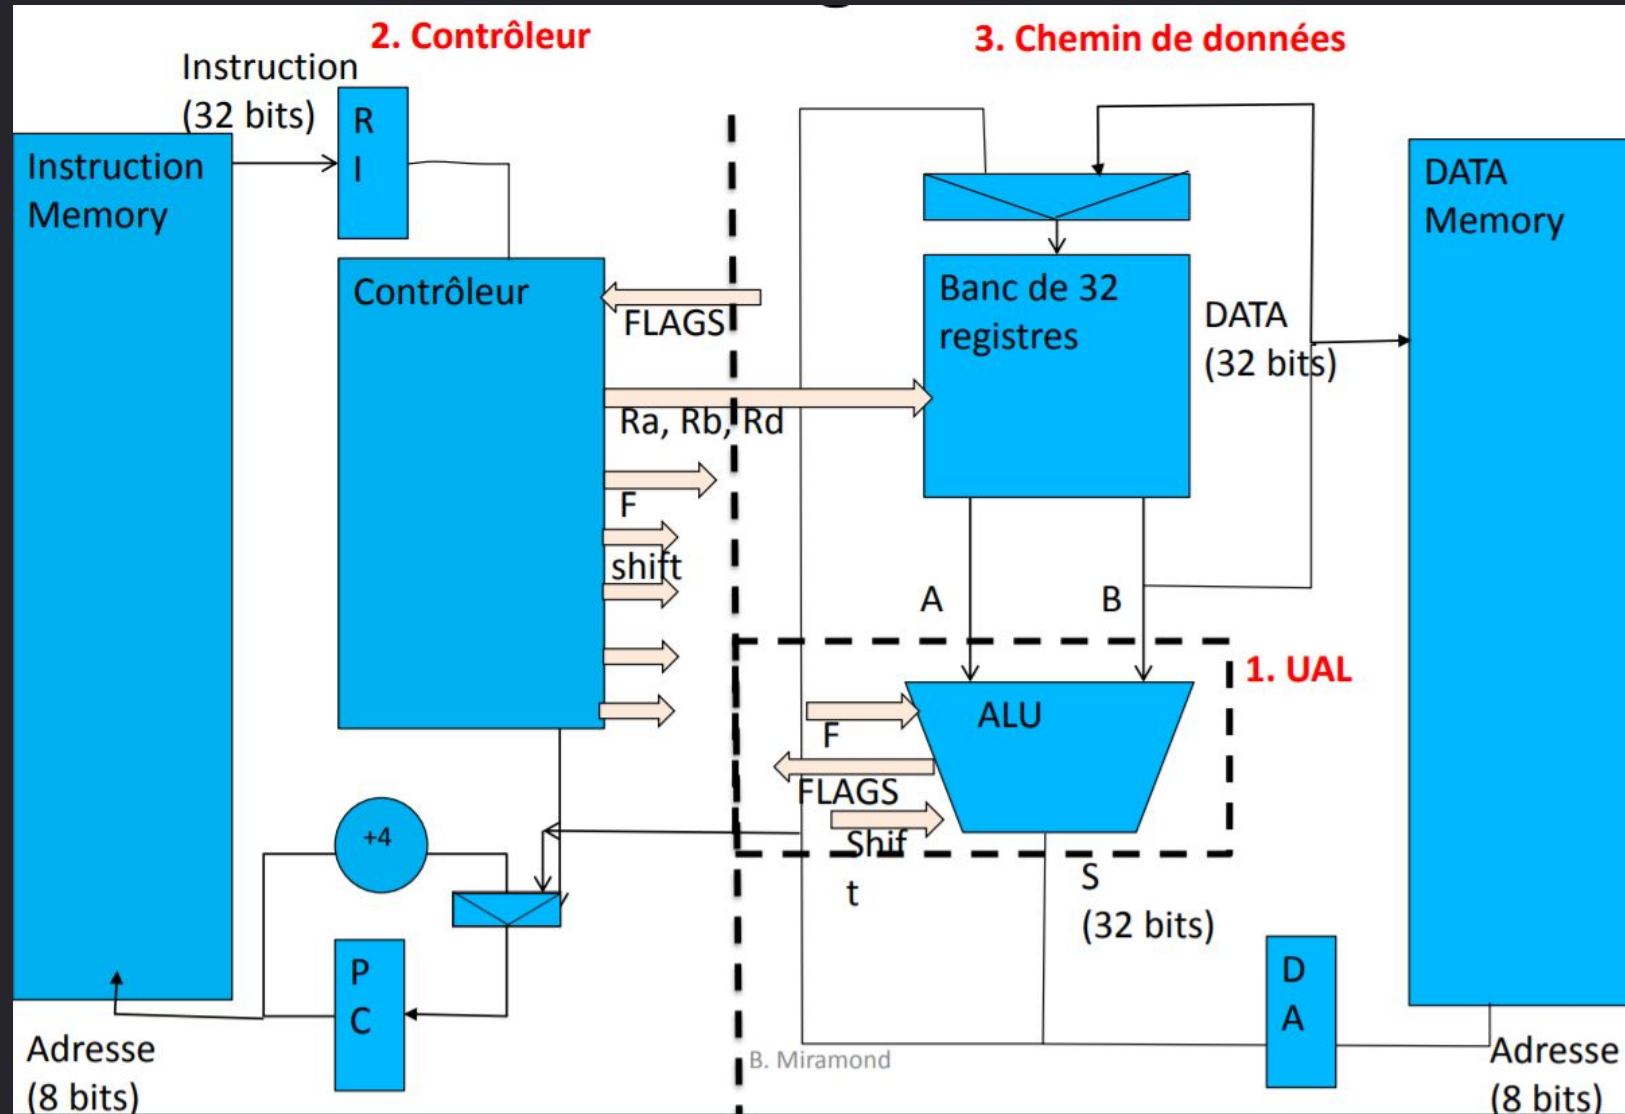 2. Contrôleur
3. Chemin de données
Instruction
(32 bits)
R
I
Instruction
Memory
DATA
Memory
Contrôleur
FLAGS
Banc de 32
registres
DATA
(32 bits)
Ra, Rb, Rd
F
shift
A
B
1. UAL
ALU
F
FLAGS
Shif
t
+4
S
(32 bits)
P
C
D
A
B. Miramond
Adresse
(8 bits)
Adresse
(8 bits)